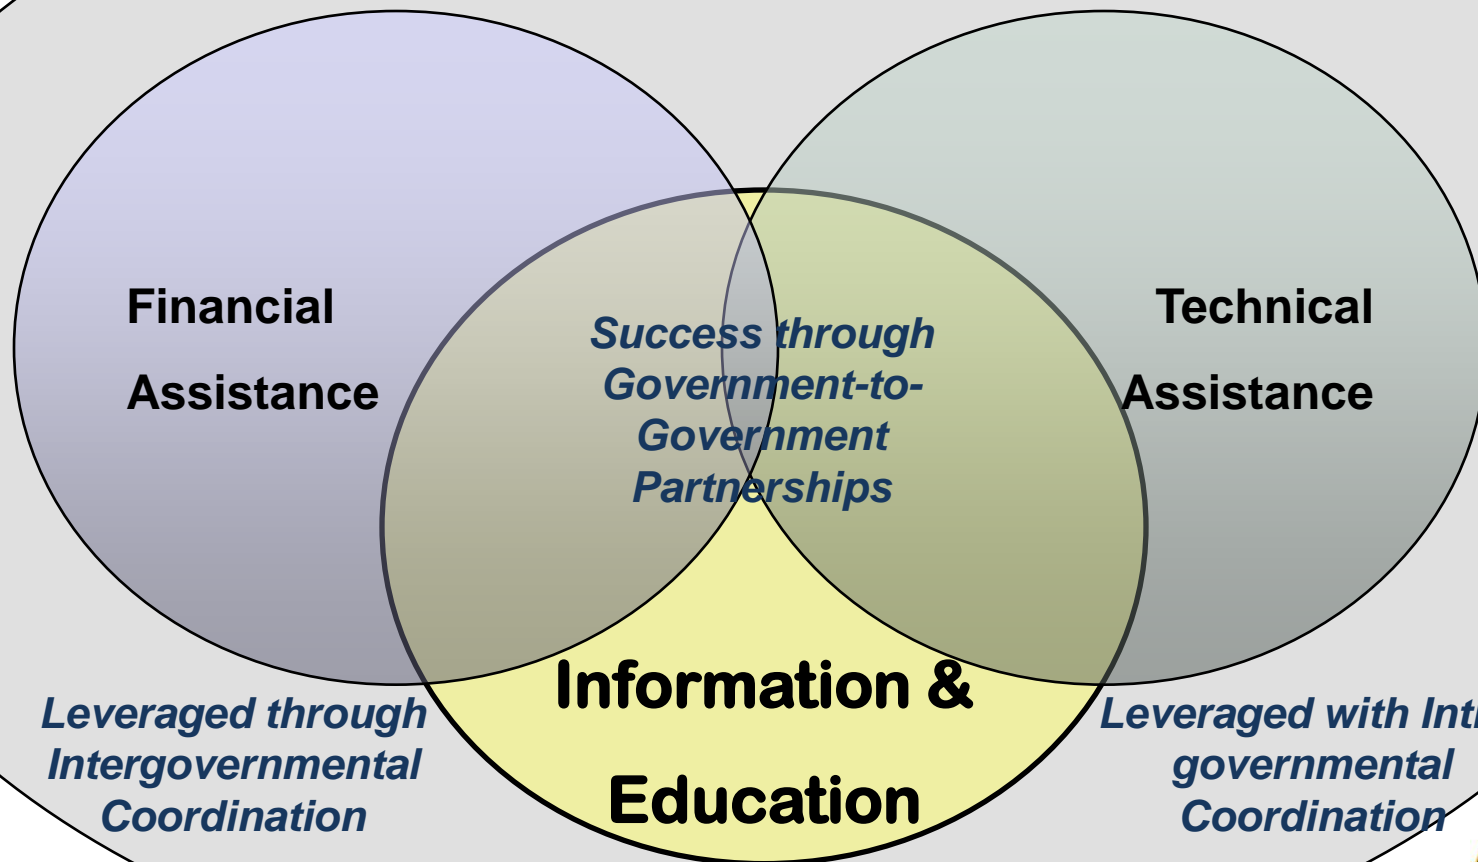 Financial
Assistance
Technical
Assistance
Success through
Government-to-
Government
Partnerships
Information &
Education
Leveraged through
Intergovernmental
Coordination
Leveraged with
governmental
Coordination